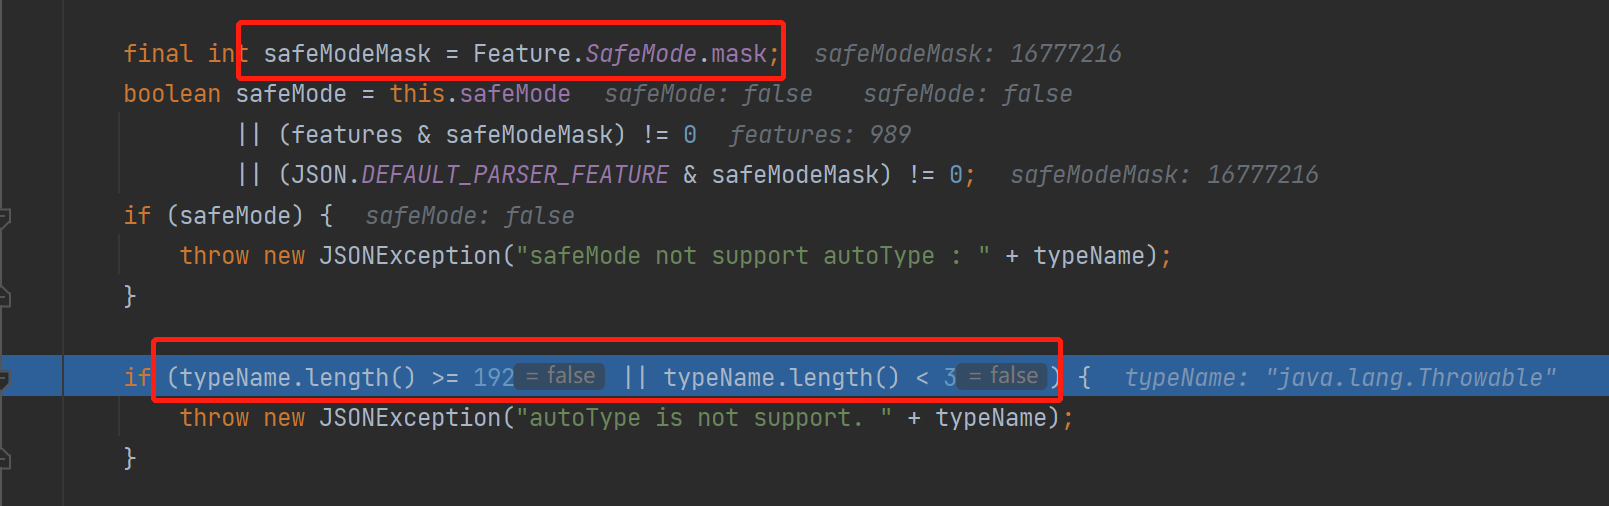 final int safeModeMask = Feature.SafeMode.mask; safeModeMask: 16777216
boolean safeMode = this.safeMode safeMode: false safeMode: false
|| (features & safeModeMask) != 0 features: 989
|| (JSON.DEFAULT_PARSER_FEATURE & safeModeMask) != 0; safeModeMask: 16777216
if (safeMode) { safeMode: false
throw new JSONException("safeMode not support autoType : " + typeName);
}
if (typeName.length() >= 192 = false || typeName.length() < 3 = false ) { typeName: "java.lang.Throwable"
throw new JSONException("autoType is not support. " + typeName);
}